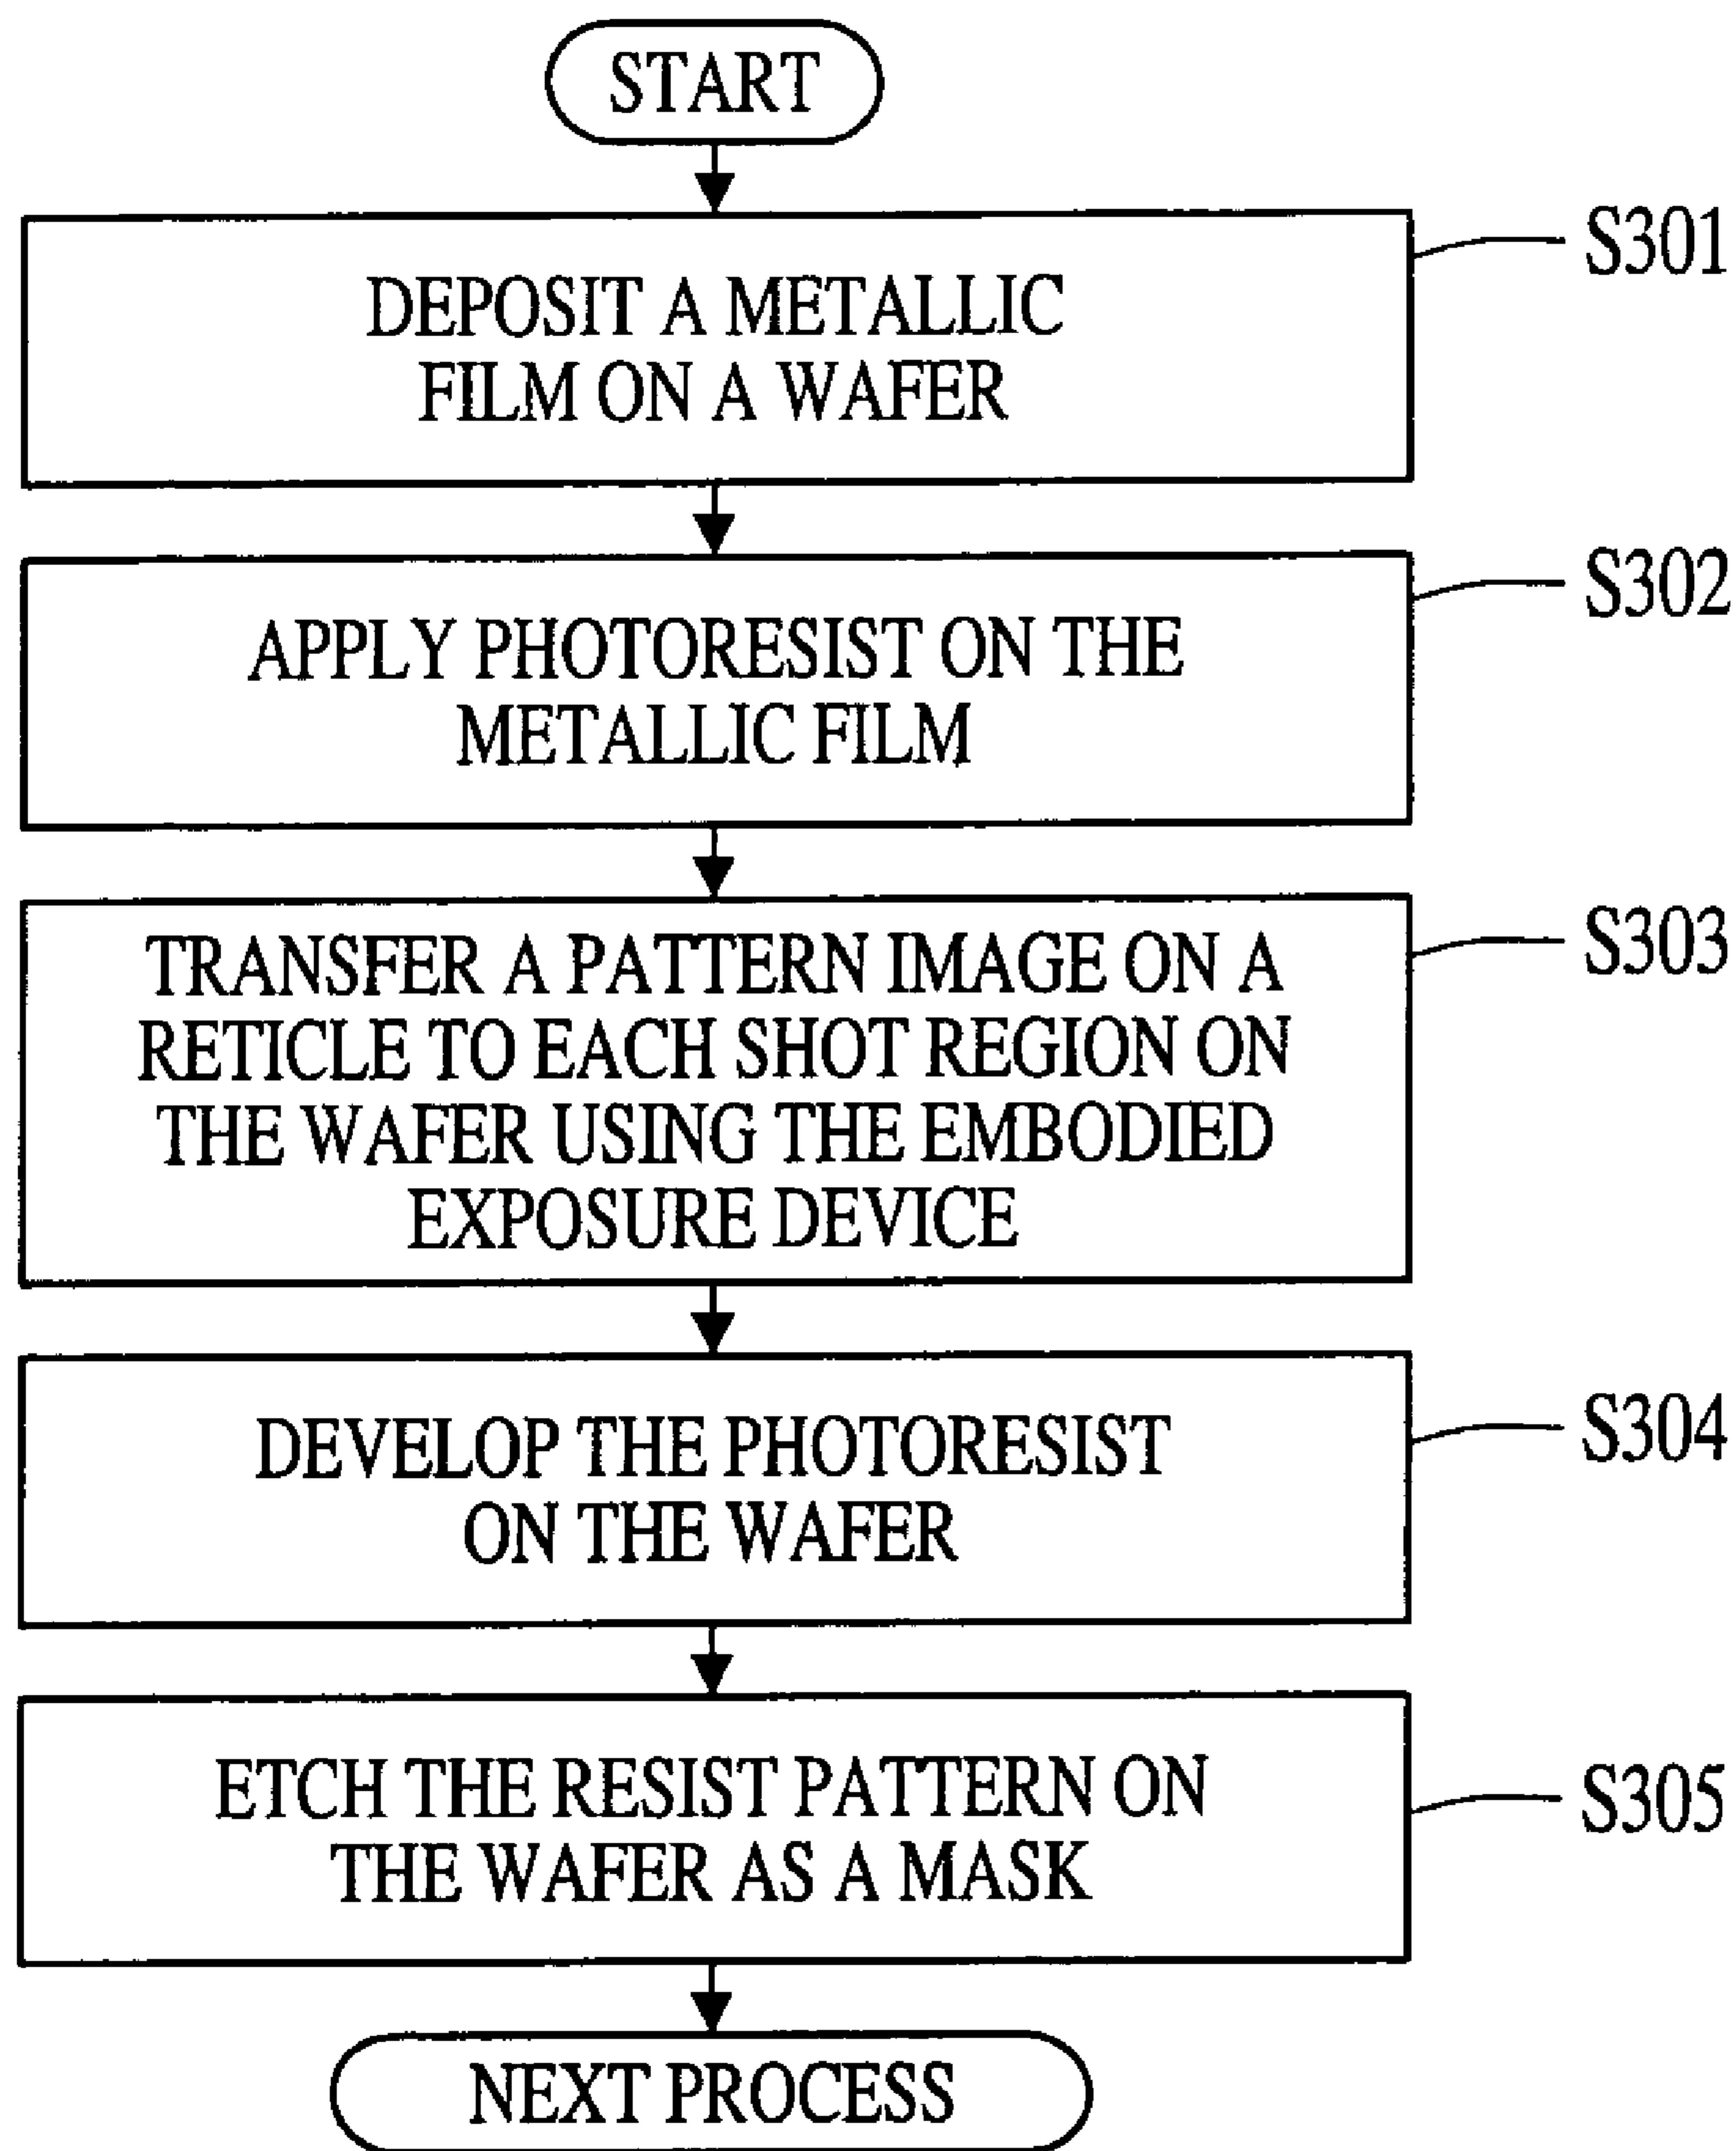 START
DEPOSIT A METALLIC
FILM ON A WAFER
S301
APPLY PHOTORESIST ON THE
METALLIC FILM
S302
TRANSFER A PATTERN IMAGE ON A
RETICLE TO EACH SHOT REGION ON
THE WAFER USING THE EMBODIED
EXPOSURE DEVICE
S303
DEVELOP THE PHOTORESIST
ON THE WAFER
S304
ETCH THE RESIST PATTERN ON
THE WAFER AS A MASK
S305
NEXT PROCESS